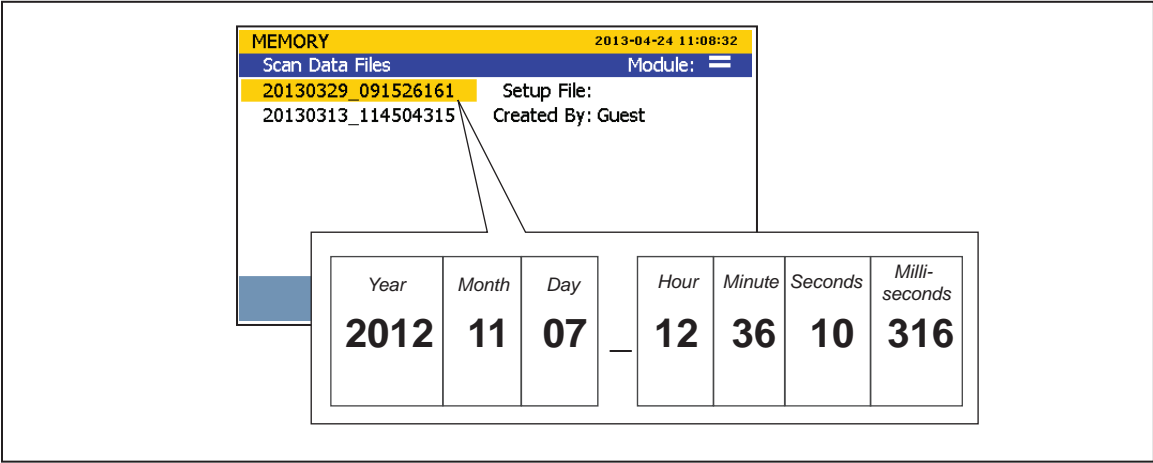 MEMORY 2013-04-24 11:08:32
Scan Data Files Module:
20130329_091526161 Setup File:
20130313_114504315 Created By: Guest
Year Month Day Hour Minute Seconds Milli-
seconds
2012 11 07 _ 12 36 10 316